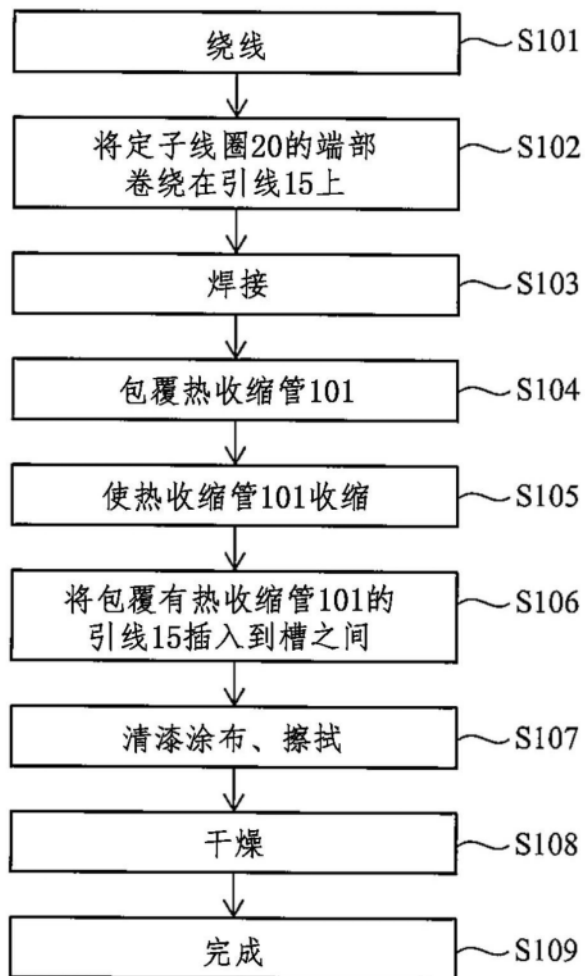 绕线
S101
将定子线圈20的端部
卷绕在引线15上
S102
焊接
S103
包覆热收缩管101
S104
使热收缩管101收缩
S105
将包覆有热收缩管101的
引线15插入到槽之间
S106
清漆涂布、擦拭
S107
干燥
S108
完成
S109